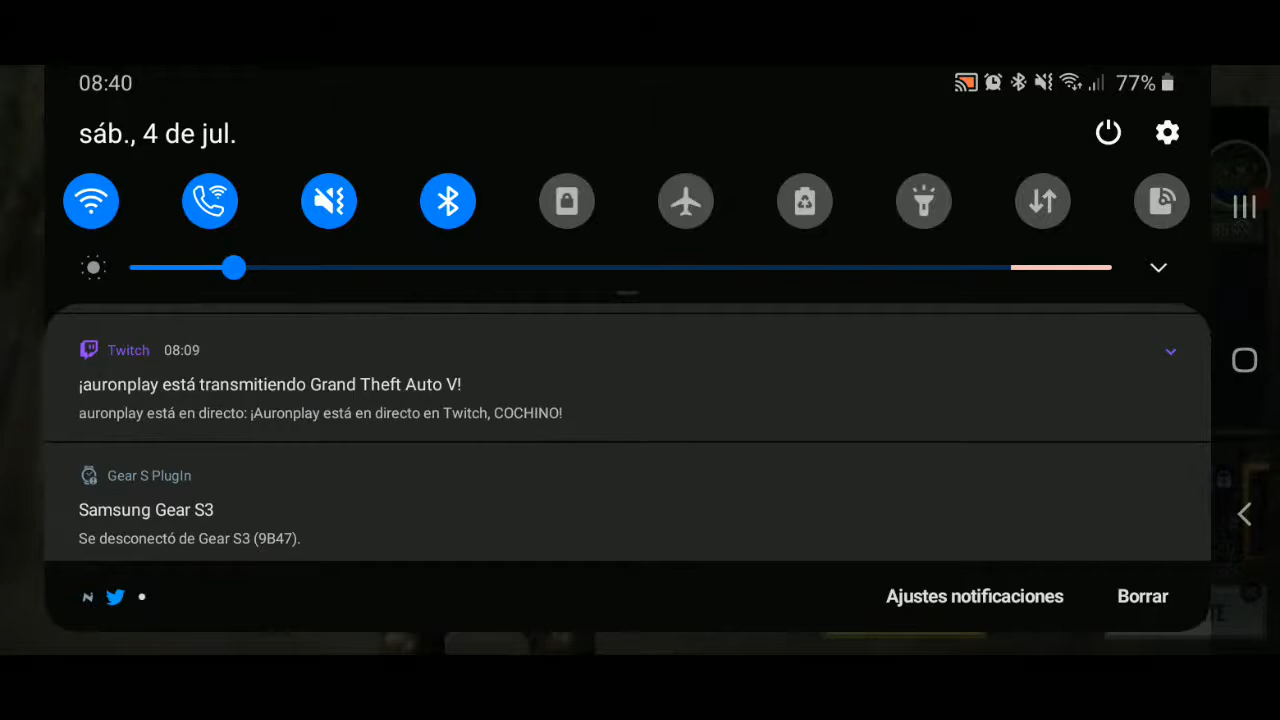 08:40
77%
sáb., 4 de jul.
Twitch 08:09
¡auronplay está transmitiendo Grand Theft Auto V!
auronplay está en directo: ¡Auronplay está en directo en Twitch, COCHINO!
Gear S PlugIn
Samsung Gear S3
Se desconectó de Gear S3 (9B47).
Ajustes notificaciones
Borrar